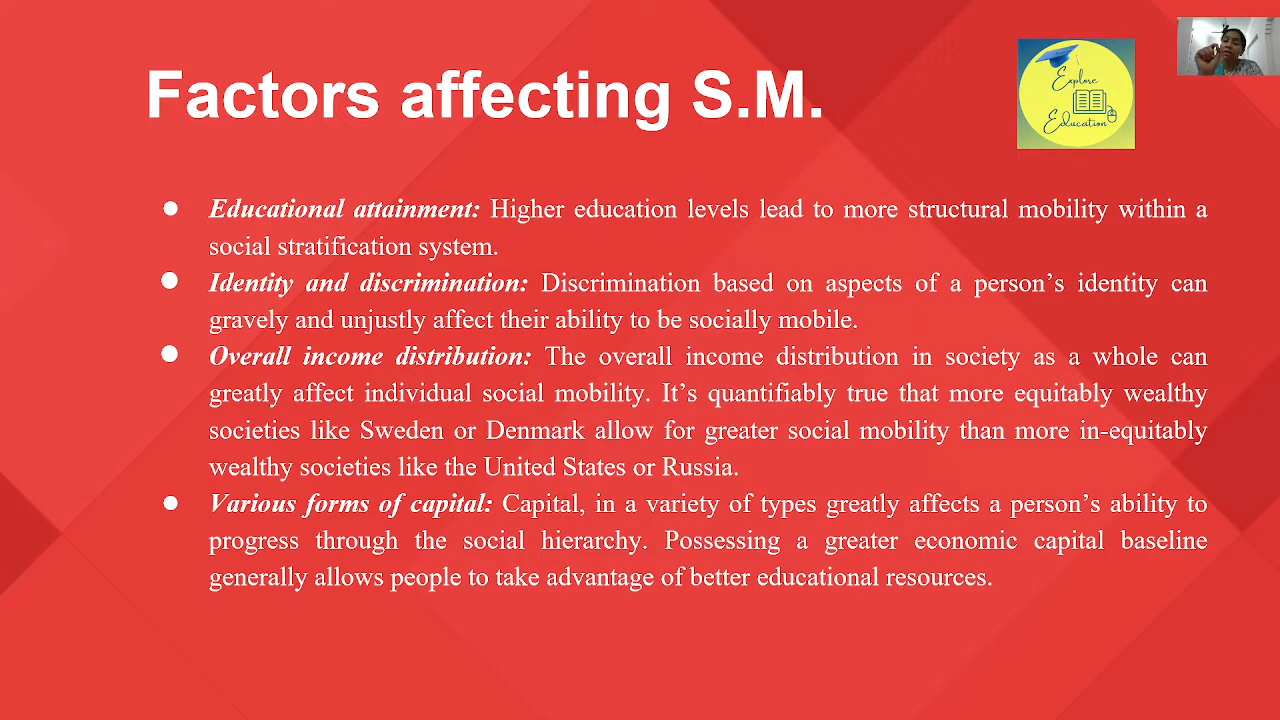 Factors affecting S.M.
Explore
Education
● Educational attainment: Higher education levels lead to more structural mobility within a
social stratification system.
● Identity and discrimination: Discrimination based on aspects of a person’s identity can
gravely and unjustly affect their ability to be socially mobile.
● Overall income distribution: The overall income distribution in society as a whole can
greatly affect individual social mobility. It’s quantifiably true that more equitably wealthy
societies like Sweden or Denmark allow for greater social mobility than more in-equitably
wealthy societies like the United States or Russia.
● Various forms of capital: Capital, in a variety of types greatly affects a person’s ability to
progress through the social hierarchy. Possessing a greater economic capital baseline
generally allows people to take advantage of better educational resources.